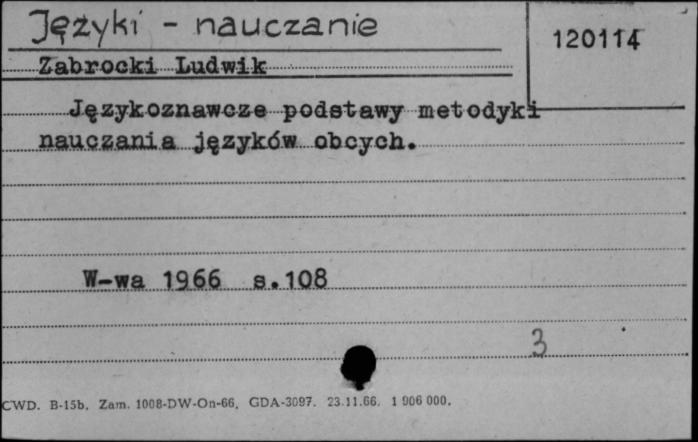 Języki - nauczanie
120114
Zabrocki Ludwik
Językoznawcze podstawy metodyki
nauczania języków obcych.
W-wa 1966 s.108
3
CWD. B-15b. Zam. 1008-DW-On-66, GDA-3097. 23.11.66. 1 906 000.